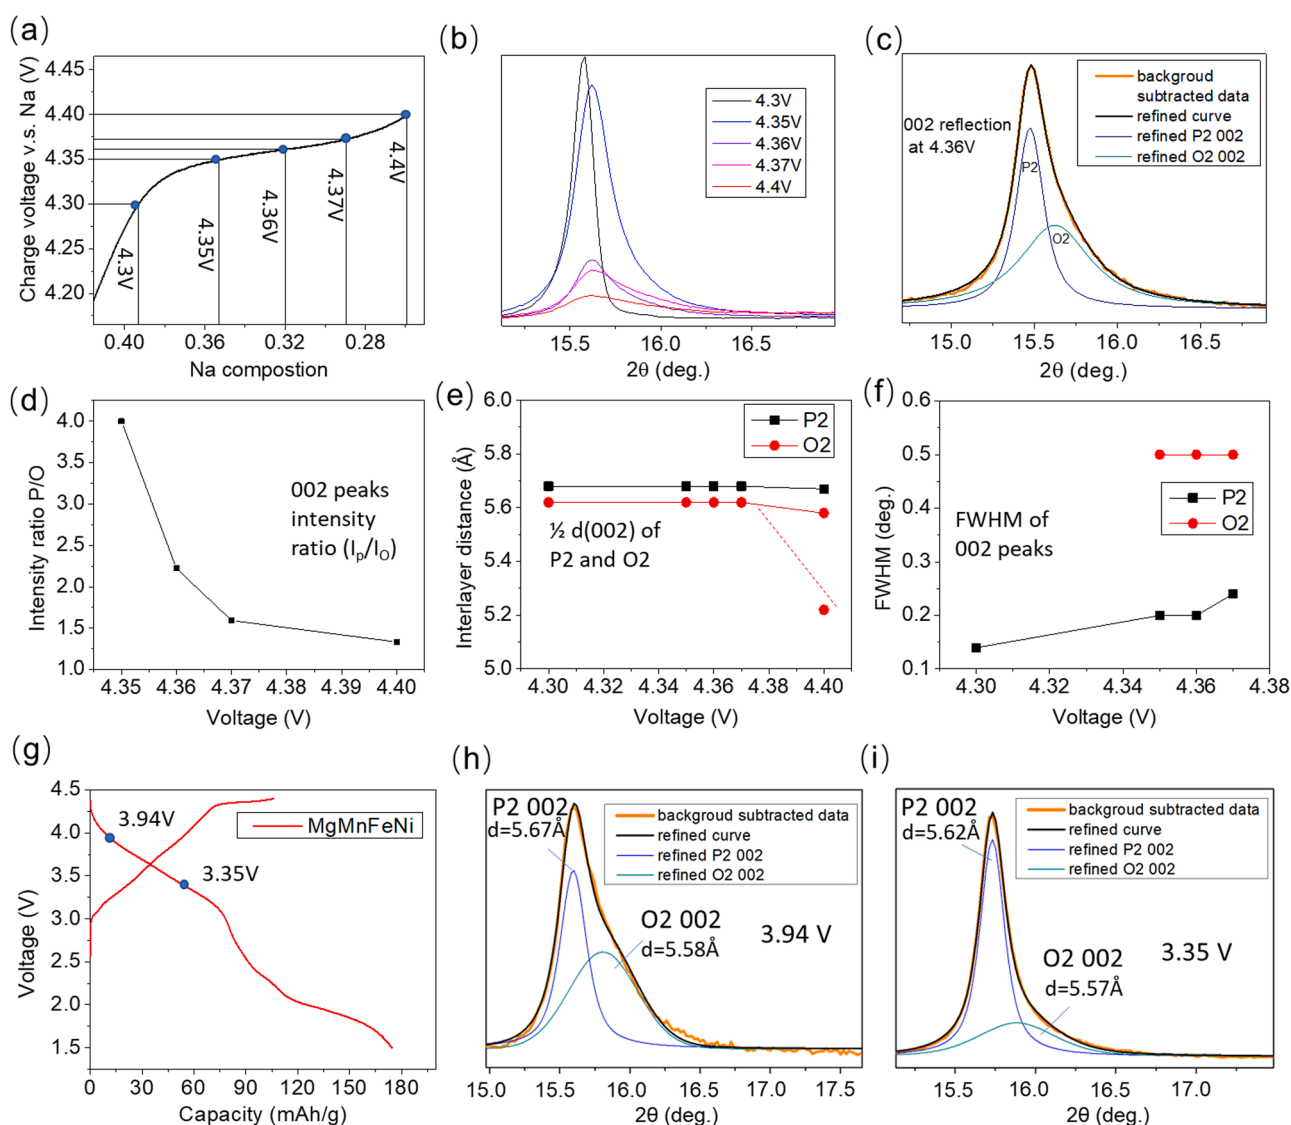 (a)
Charge voltage v.s. Na (V)
4.45
4.40
4.35
4.30
4.25
4.20
4.3V
4.35V
4.36V
4.37V
4.4V
0.40
0.36
0.32
0.28
Na compostion
(b)
4.3V
4.35V
4.36V
4.37V
4.4V
15.5
16.0
16.5
2θ (deg.)
(c)
002 reflection
at 4.36V
backgroud
subtracted data
refined curve
refined P2 002
refined O2 002
P2
O2
15.0
15.5
16.0
16.5
2θ (deg.)
(d)
Intensity ratio P/O
4.0
3.5
3.0
2.5
2.0
1.5
1.0
002 peaks
intensity
ratio (Ip/IO)
4.35
4.36
4.37
4.38
4.39
4.40
Voltage (V)
(e)
Interlayer distance (Å)
6.0
5.8
5.6
5.4
5.2
5.0
P2
O2
½ d(002) of
P2 and O2
4.30
4.32
4.34
4.36
4.38
4.40
Voltage (V)
(f)
FWHM (deg.)
0.6
0.5
0.4
0.3
0.2
0.1
P2
O2
FWHM of
002 peaks
4.30
4.32
4.34
4.36
4.38
Voltage (V)
(g)
Voltage (V)
4.5
4.0
3.5
3.0
2.5
2.0
1.5
MgMnFeNi
3.94V
3.35V
0
30
60
90
120
150
180
Capacity (mAh/g)
(h)
P2 002
d=5.67Å
backgroud subtracted data
refined curve
refined P2 002
refined O2 002
O2 002
d=5.58Å
3.94 V
15.0
15.5
16.0
16.5
17.0
17.5
2θ (deg.)
(i)
P2 002
d=5.62Å
backgroud subtracted data
refined curve
refined P2 002
refined O2 002
O2 002
d=5.57Å
3.35 V
15.5
16.0
16.5
17.0
2θ (deg.)